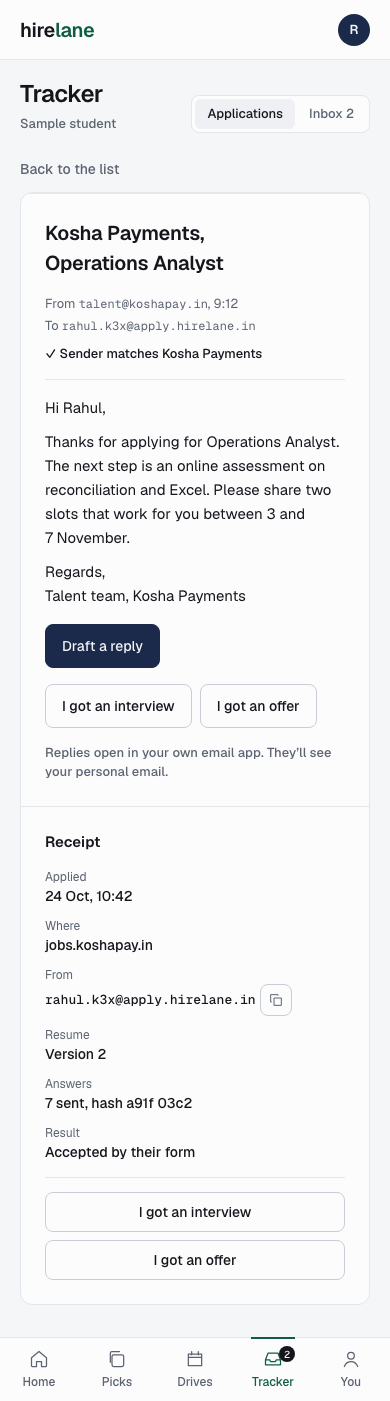 hirelane
R
Tracker
Sample student
Applications
Inbox 2
Back to the list
Kosha Payments,
Operations Analyst
From talent@koshapay.in, 9:12
To rahul.k3x@apply.hirelane.in
✓ Sender matches Kosha Payments
Hi Rahul,
Thanks for applying for Operations Analyst.
The next step is an online assessment on
reconciliation and Excel. Please share two
slots that work for you between 3 and
7 November.
Regards,
Talent team, Kosha Payments
Draft a reply
I got an interview
I got an offer
Replies open in your own email app. They'll see
your personal email.
Receipt
Applied
24 Oct, 10:42
Where
jobs.koshapay.in
From
rahul.k3x@apply.hirelane.in
Resume
Version 2
Answers
7 sent, hash a91f 03c2
Result
Accepted by their form
I got an interview
I got an offer
2
Home
Picks
Drives
Tracker
You